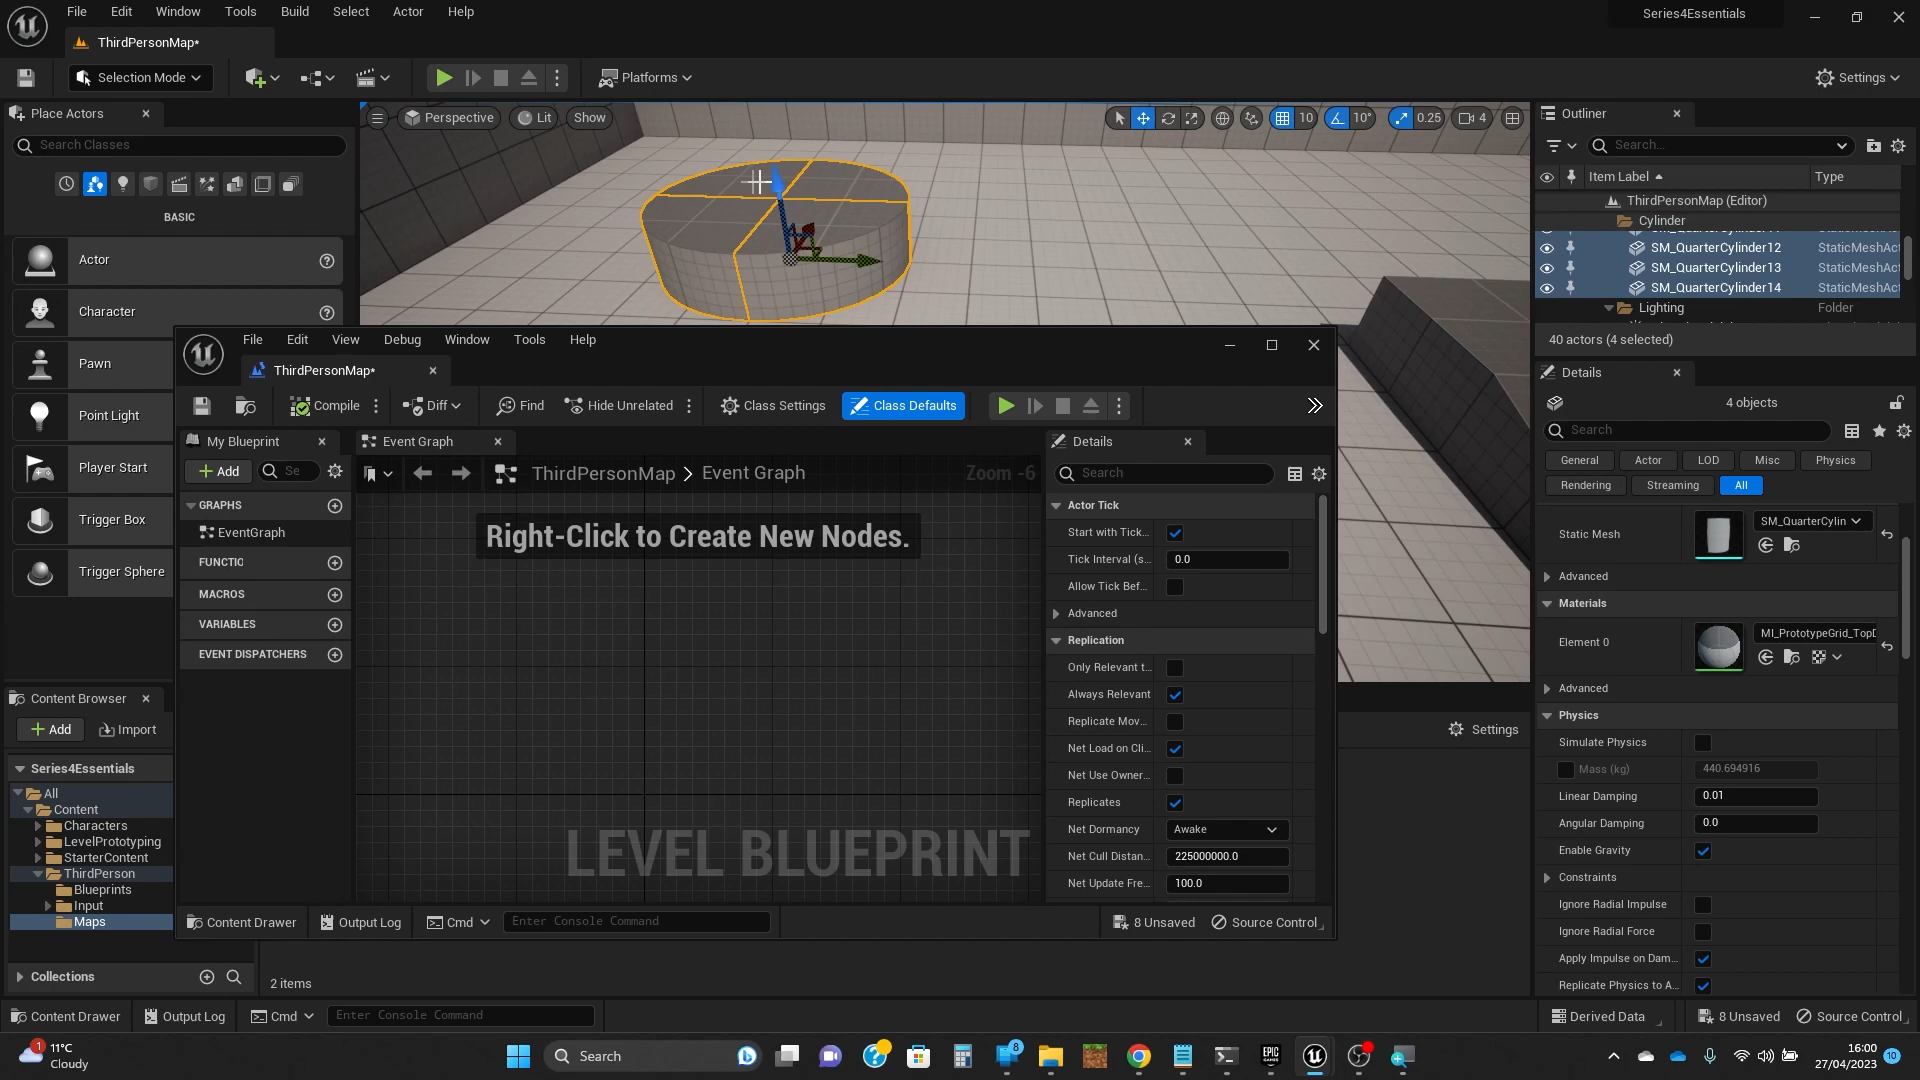 File Edit Window Tools Build Select Actor Help
Series4Essentials
ThirdPersonMap*
Selection Mode
Platforms
Settings
Place Actors
Search Classes
BASIC
Actor
Character
Pawn
Point Light
Player Start
Trigger Box
Trigger Sphere
Perspective Lit Show
10 10° 0.25 4
Outliner
Search...
Item Label Type
ThirdPersonMap (Editor)
Cylinder
SM_QuarterCylinder12 StaticMeshAct
SM_QuarterCylinder13 StaticMeshAct
SM_QuarterCylinder14 StaticMeshAct
Lighting Folder
40 actors (4 selected)
Details
4 objects
Search
General Actor LOD Misc Physics
Rendering Streaming All
Static Mesh SM_QuarterCylin
Advanced
Materials
Element 0 MI_PrototypeGrid_TopD
Advanced
Physics
Simulate Physics
Mass (kg) 440.694916
Linear Damping 0.01
Angular Damping 0.0
Enable Gravity
Constraints
Ignore Radial Impulse
Ignore Radial Force
Apply Impulse on Dam...
Replicate Physics to A...
File Edit View Debug Window Tools Help
ThirdPersonMap*
Compile Diff Find Hide Unrelated Class Settings Class Defaults
My Blueprint
Add Se
GRAPHS
EventGraph
FUNCTIC
MACROS
VARIABLES
EVENT DISPATCHERS
Event Graph
ThirdPersonMap > Event Graph Zoom -6
Right-Click to Create New Nodes.
LEVEL BLUEPRINT
Details
Search
Actor Tick
Start with Tick...
Tick Interval (s... 0.0
Allow Tick Bef...
Advanced
Replication
Only Relevant t...
Always Relevant
Replicate Mov...
Net Load on Cli...
Net Use Owner...
Replicates
Net Dormancy Awake
Net Cull Distan... 225000000.0
Net Update Fre... 100.0
Content Drawer Output Log Cmd Enter Console Command 8 Unsaved Source Control
Content Browser
Add Import
Settings
Series4Essentials
All
Content
Characters
LevelPrototyping
StarterContent
ThirdPerson
Blueprints
Input
Maps
Collections
2 items
Content Drawer Output Log Cmd Enter Console Command Derived Data 8 Unsaved Source Control
1
11°C
Cloudy
Search
8
EPIC
GAMES
16:00
27/04/2023
10